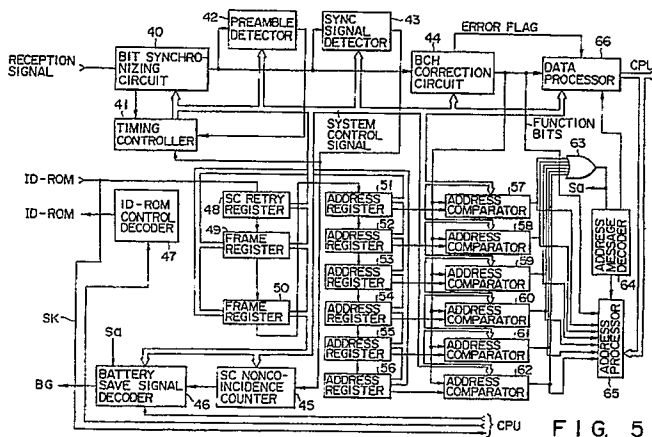 RECEPTION
SIGNAL
40
BIT SYNCHRO-
NIZING
CIRCUIT
41
TIMING
CONTROLLER
42
PREAMBLE
DETECTOR
SYNC
SIGNAL
DETECTOR
43
44
BCH
CORRECTION
CIRCUIT
ERROR FLAG
66
DATA
PROCESSOR
CPU
SYSTEM
CONTROL
SIGNAL
FUNCTION
BITS
63
Sa
ID-ROM
ID-ROM
ID-ROM
CONTROL
DECODER
47
SC RETRY
REGISTER
48
49
FRAME
REGISTER
50
FRAME
REGISTER
51
ADDRESS
REGISTER
52
ADDRESS
REGISTER
53
ADDRESS
REGISTER
54
ADDRESS
REGISTER
55
ADDRESS
REGISTER
56
ADDRESS
REGISTER
57
ADDRESS
COMPARATOR
58
ADDRESS
COMPARATOR
59
ADDRESS
COMPARATOR
60
ADDRESS
COMPARATOR
61
ADDRESS
COMPARATOR
62
ADDRESS
COMPARATOR
ADDRESS
MESSAGE
DECODER
64
ADDRESS
PROCESSOR
65
SK
Sa
BG
BATTERY
SAVE SIGNAL
DECODER
46
SC NONCO-
INCIDENCE
COUNTER
45
CPU
FIG. 5